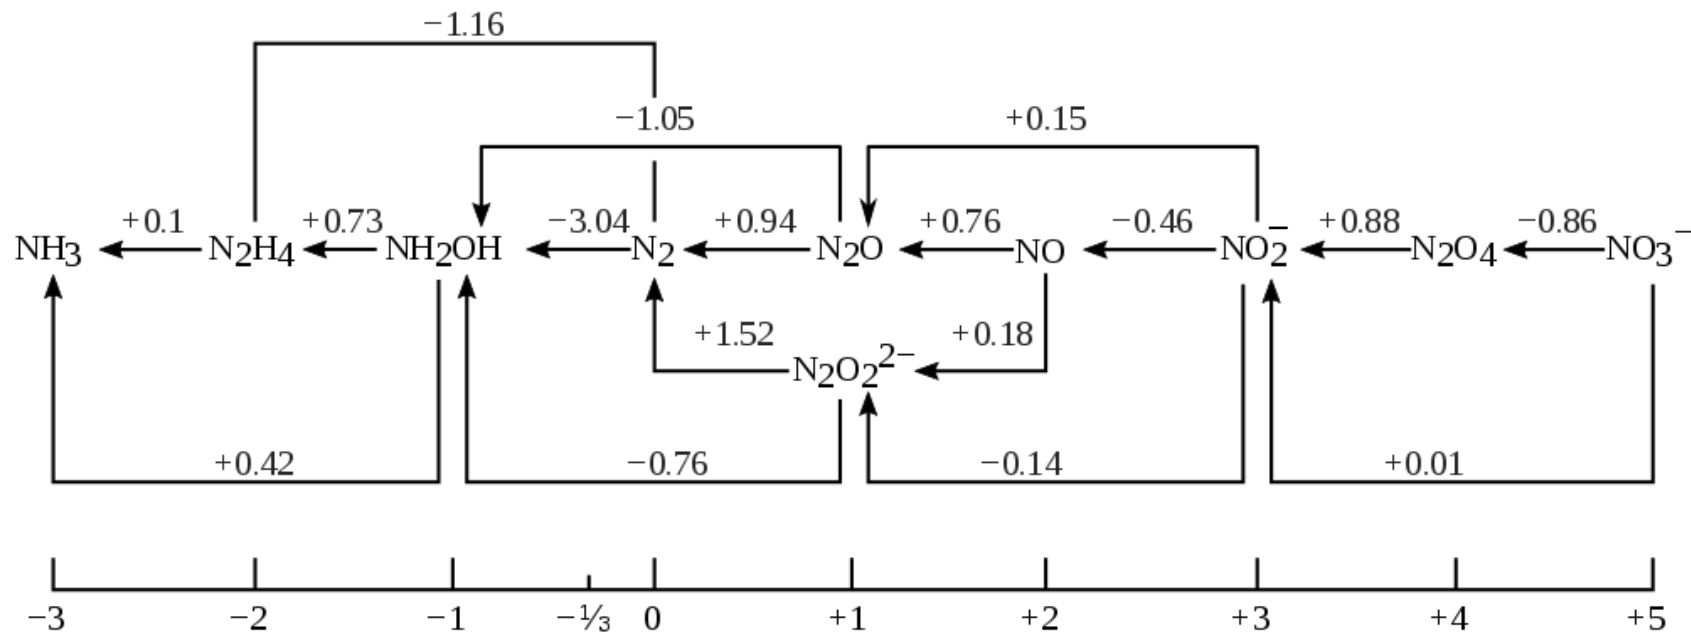 −1.16
−1.05 +0.15
+0.1 +0.73 −3.04 +0.94 +0.76 −0.46 +0.88 −0.86
NH3 N2H4 NH2OH N2 N2O NO NO2− N2O4 NO3−
+1.52 +0.18
N2O2 2−
+0.42 −0.76 −0.14 +0.01
−3 −2 −1 −⅓ 0 +1 +2 +3 +4 +5